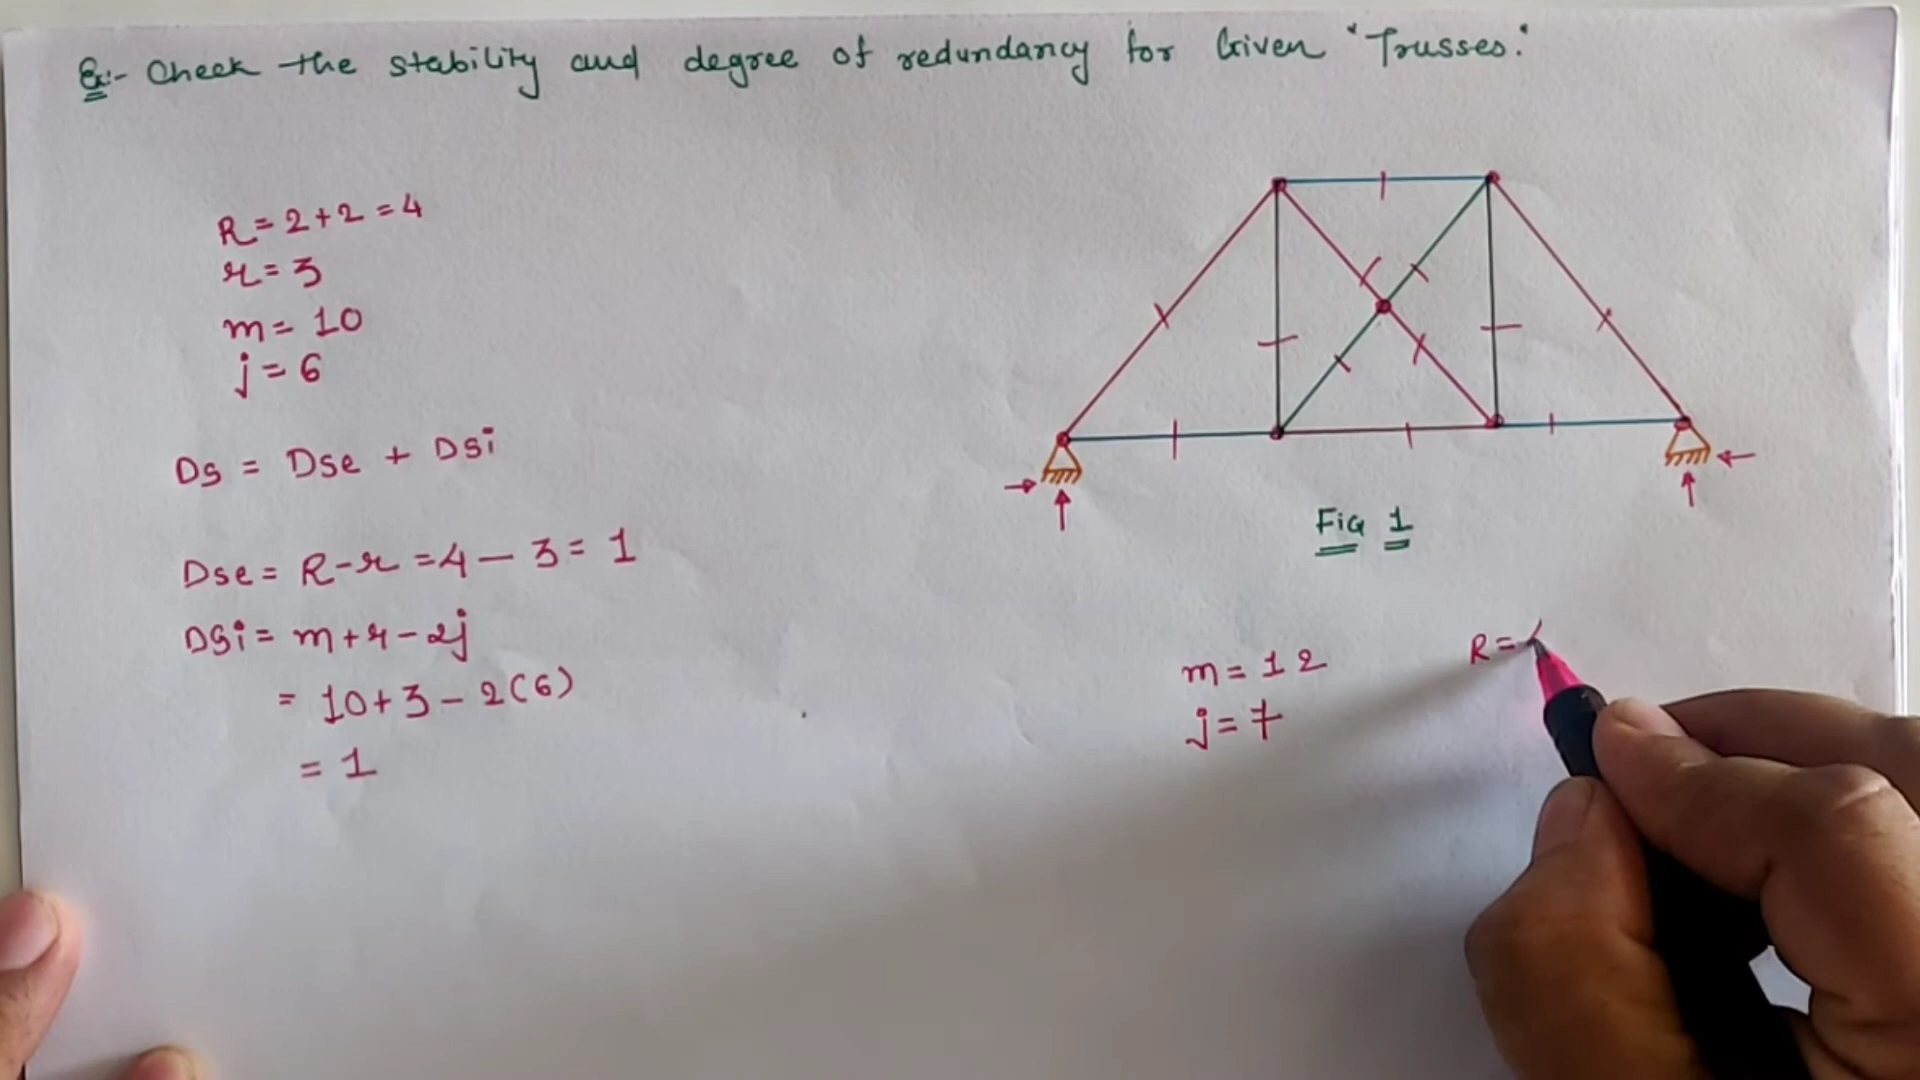 Ex:- Check the stability and degree of redundancy for Given "Trusses."
R = 2 + 2 = 4
r = 3
m = 10
j = 6
Ds = Dse + Dsi
Dse = R - r = 4 - 3 = 1
Dsi = m + r - 2j
= 10 + 3 - 2(6)
= 1
Fig 1
m = 12
j = 7
R =